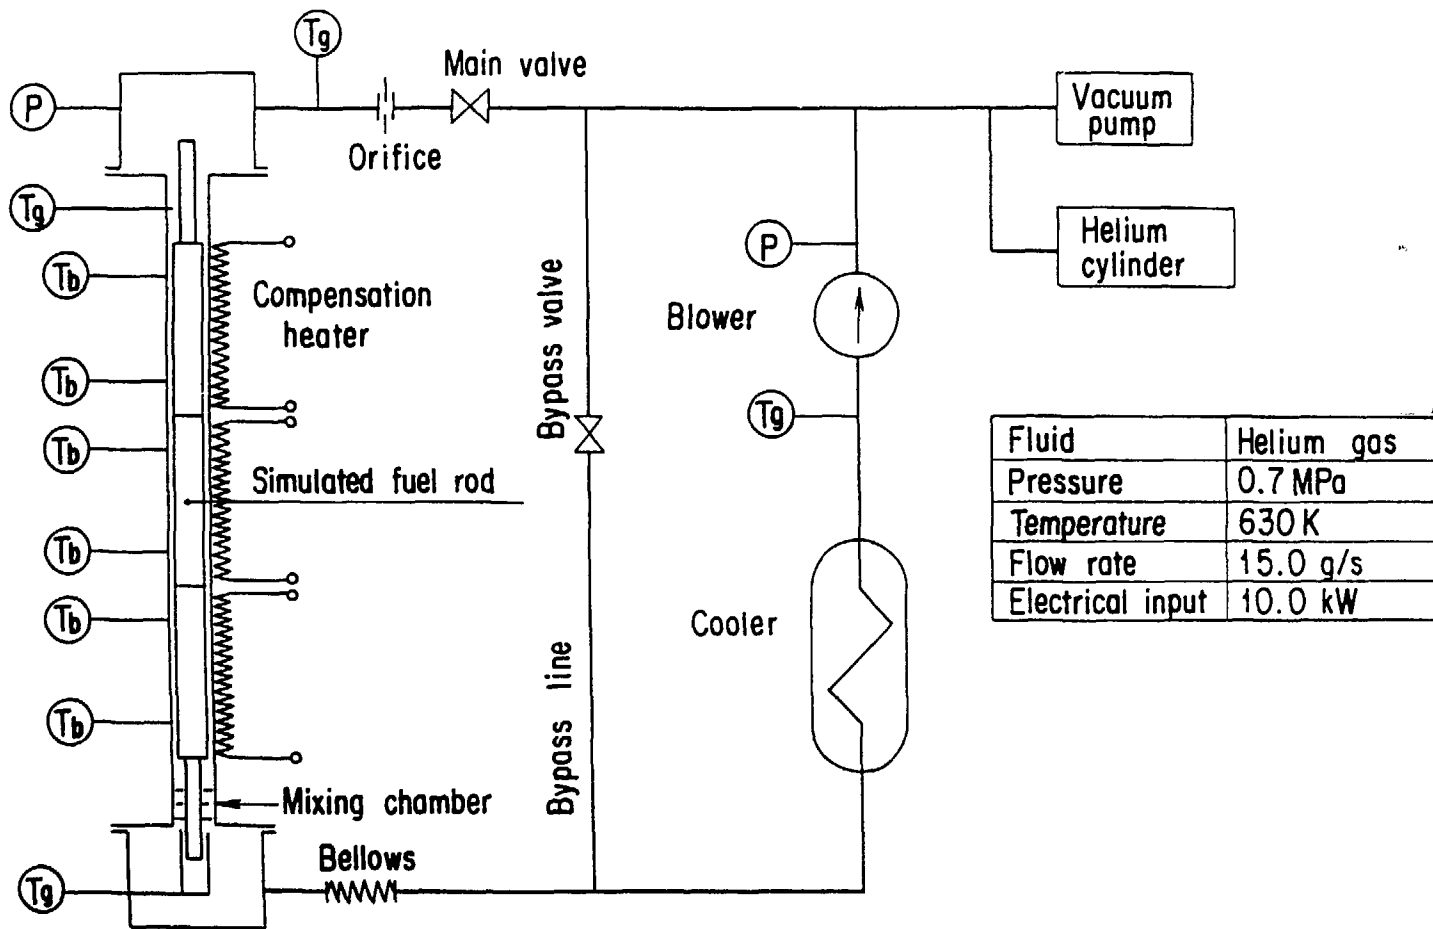 Tg
Main valve
P
Orifice
Vacuum
pump
Tg
Helium
cylinder
P
Tb
Compensation
heater
Blower
Bypass valve
Tb
Tg
Tb
Simulated fuel rod
Fluid Helium gas
Pressure 0.7 MPa
Temperature 630 K
Flow rate 15.0 g/s
Electrical input 10.0 kW
Tb
Tb
Cooler
Bypass line
Tb
Mixing chamber
Bellows
Tg